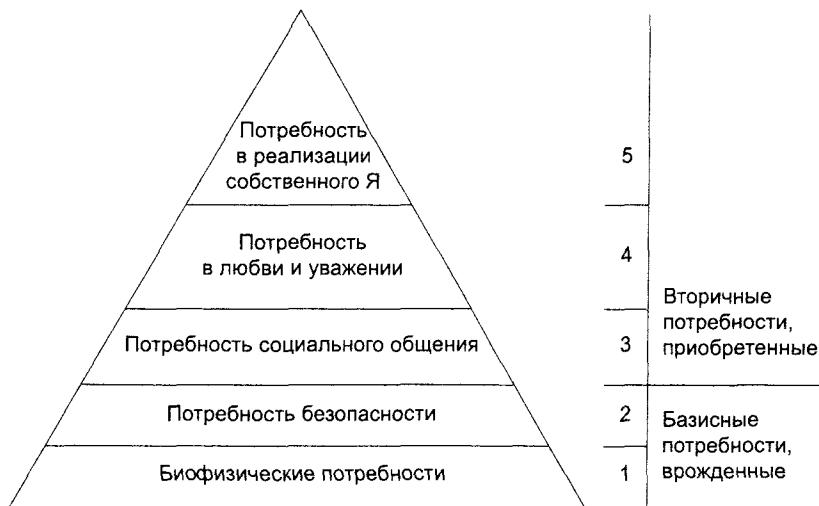 Потребность
в реализации
собственного Я
5
Потребность
в любви и уважении
4
Потребность социального общения
3
Вторичные
потребности,
приобретенные
Потребность безопасности
2
Биофизические потребности
1
Базисные
потребности,
врожденные